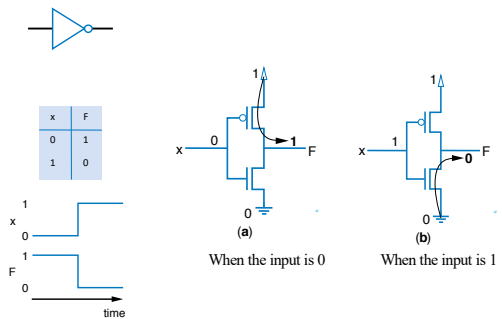 x F
0 1
1 0
1
x
0
1
F
0
time
1
0
x
1
F
0
(a)
When the input is 0
1
1
x
0
F
0
(b)
When the input is 1